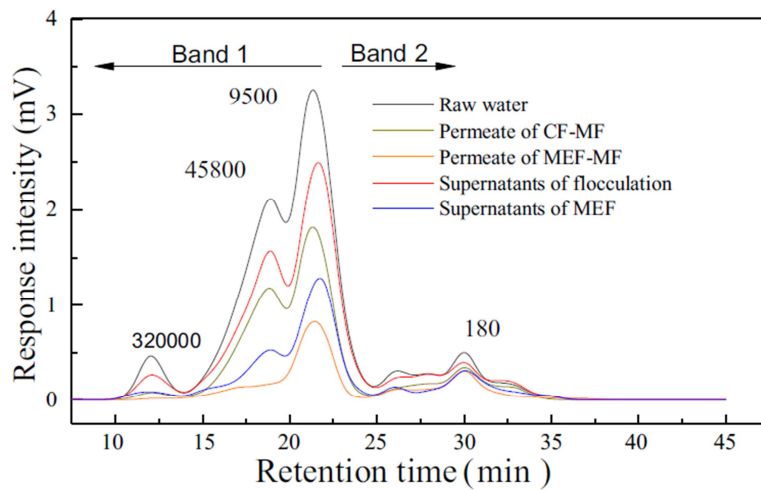 4
3
2
1
0
10
15
20
25
30
35
40
45
Response intensity (mV)
Retention time (min )
Band 1
Band 2
9500
45800
320000
180
Raw water
Permeate of CF-MF
Permeate of MEF-MF
Supernatants of flocculation
Supernatants of MEF